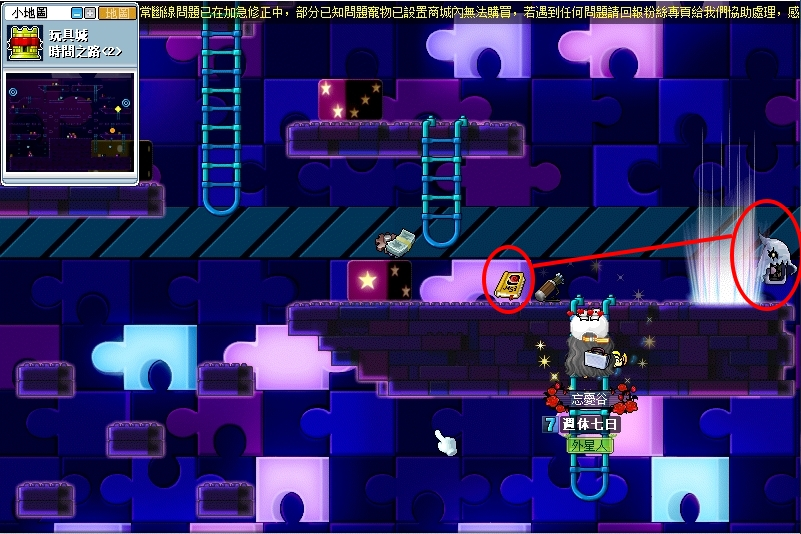 小地圖
地圖
常斷線問題已在加急修正中，部分已知問題寵物已設置商城內無法購買，若遇到任何問題請回報粉絲專頁給我們協助處理，感
玩具城
時間之路<2>
忘憂谷
7 週休七日
外星人